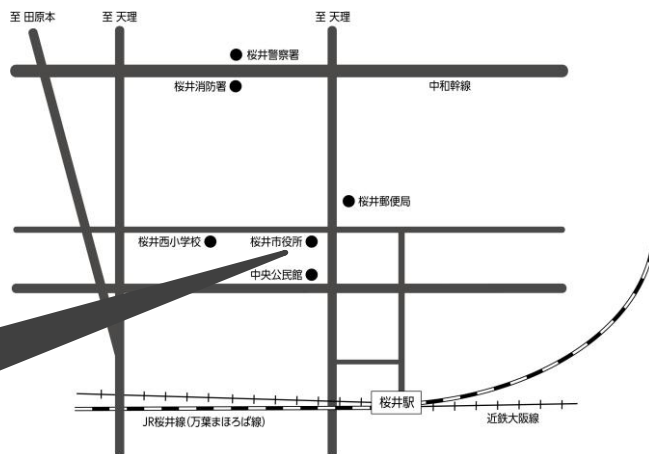 至 田原本
至 天理
至 天理
桜井警察署
桜井消防署
中和幹線
桜井郵便局
桜井西小学校
桜井市役所
中央公民館
桜井駅
JR桜井線(万葉まほろば線)
近鉄大阪線